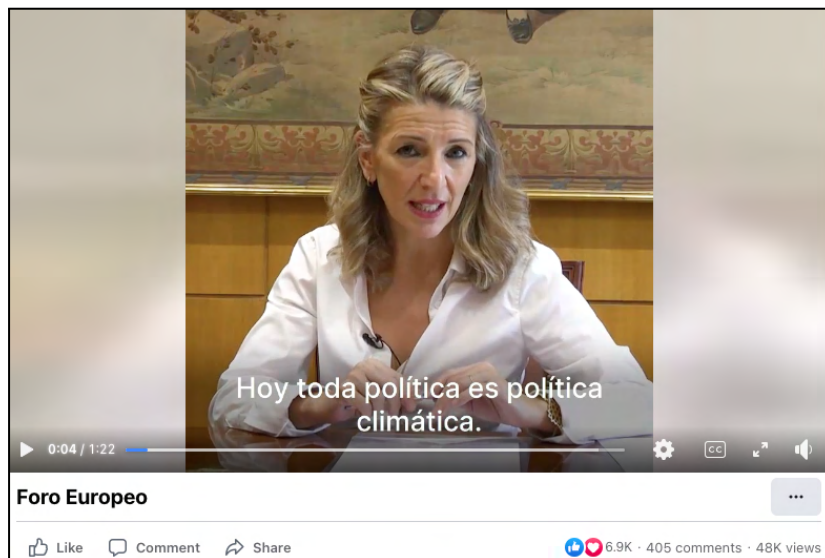 Hoy toda política es política
climática.
0:04 / 1:22
CC
Foro Europeo
Like Comment Share 6.9K · 405 comments · 48K views